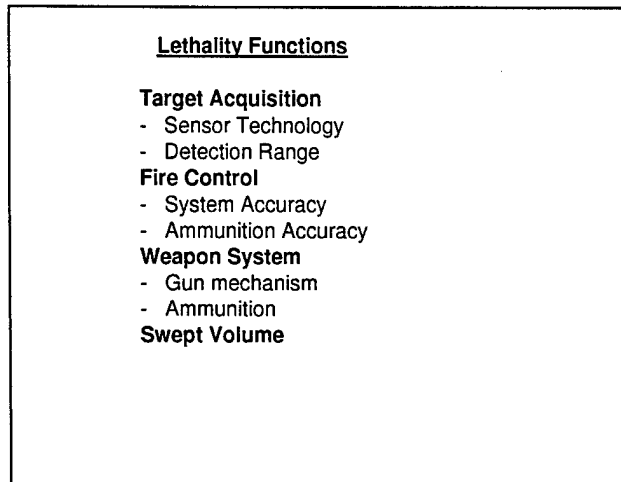 Lethality Functions
Target Acquisition
- Sensor Technology
- Detection Range
Fire Control
- System Accuracy
- Ammunition Accuracy
Weapon System
- Gun mechanism
- Ammunition
Swept Volume